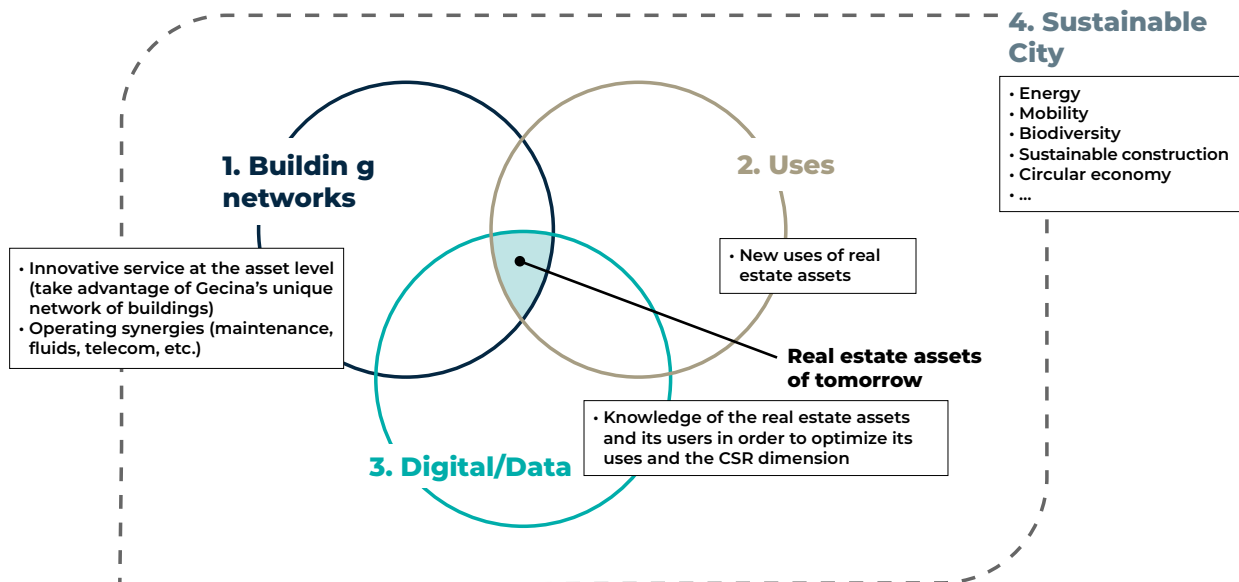 4. Sustainable
City
• Energy
• Mobility
• Biodiversity
• Sustainable construction
• Circular economy
• ...
1. Buildin g
networks
2. Uses
• Innovative service at the asset level
(take advantage of Gecina’s unique
network of buildings)
• Operating synergies (maintenance,
fluids, telecom, etc.)
• New uses of real
estate assets
Real estate assets
of tomorrow
• Knowledge of the real estate assets
and its users in order to optimize its
uses and the CSR dimension
3. Digital/Data